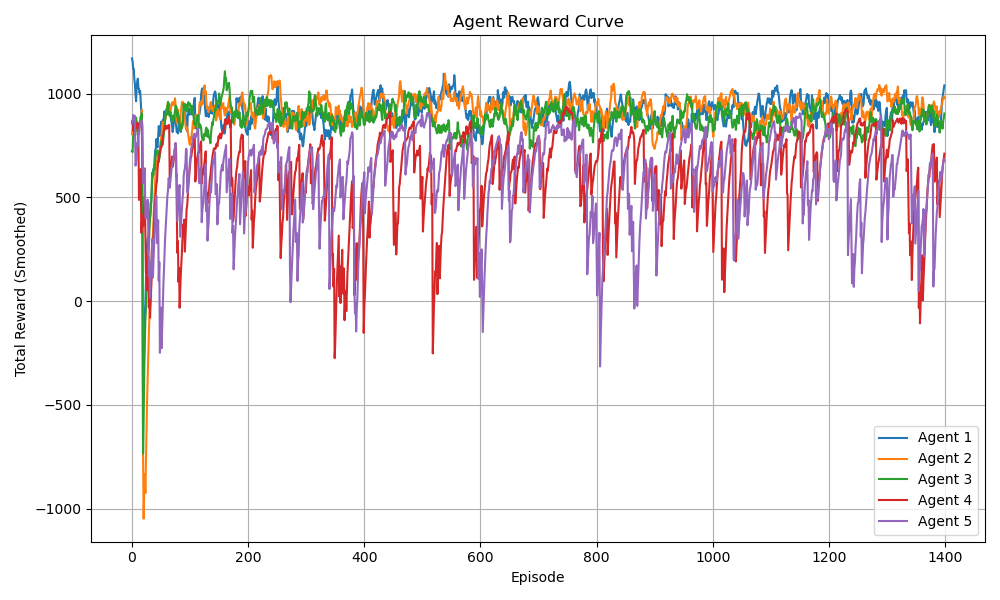 Agent Reward Curve
Total Reward (Smoothed)
1000
500
0
−500
−1000
0 200 400 600 800 1000 1200 1400
Episode
Agent 1
Agent 2
Agent 3
Agent 4
Agent 5